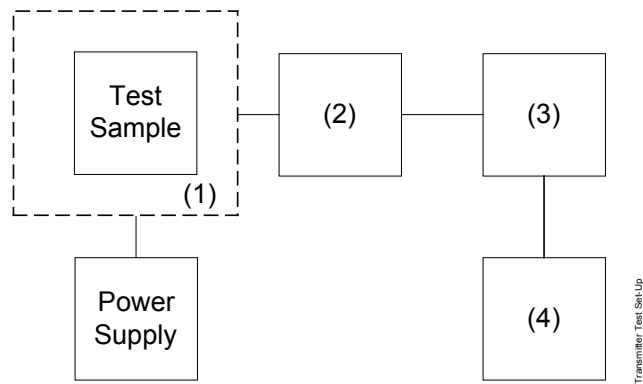 Test
Sample
(1)
(2)
(3)
Power
Supply
(4)
Transmitter Test Set-Up